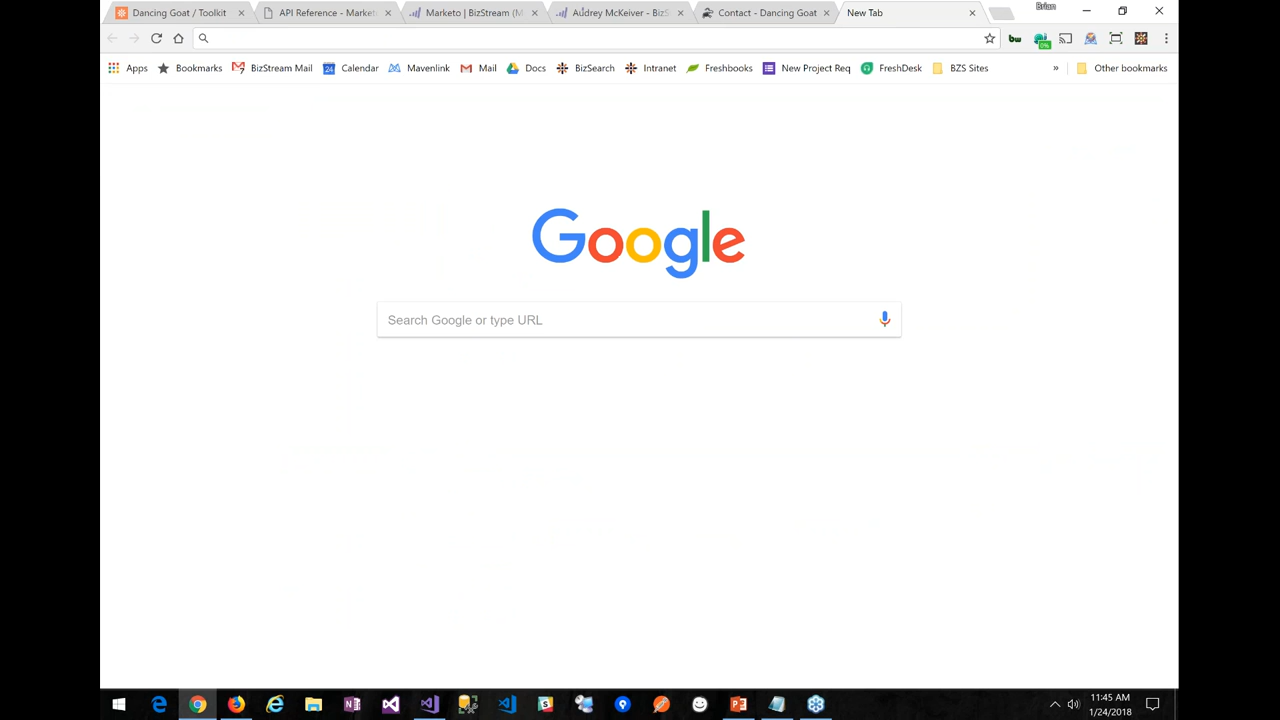 Dancing Goat / Toolkit
API Reference - Market
Marketo | BizStream (M
Audrey McKeiver - BizS
Contact - Dancing Goat
New Tab
Brian
0%
Apps
Bookmarks
BizStream Mail
24
Calendar
Mavenlink
Mail
Docs
BizSearch
Intranet
Freshbooks
New Project Req
FreshDesk
BZS Sites
»
Other bookmarks
Google
Search Google or type URL
11:45 AM
1/24/2018